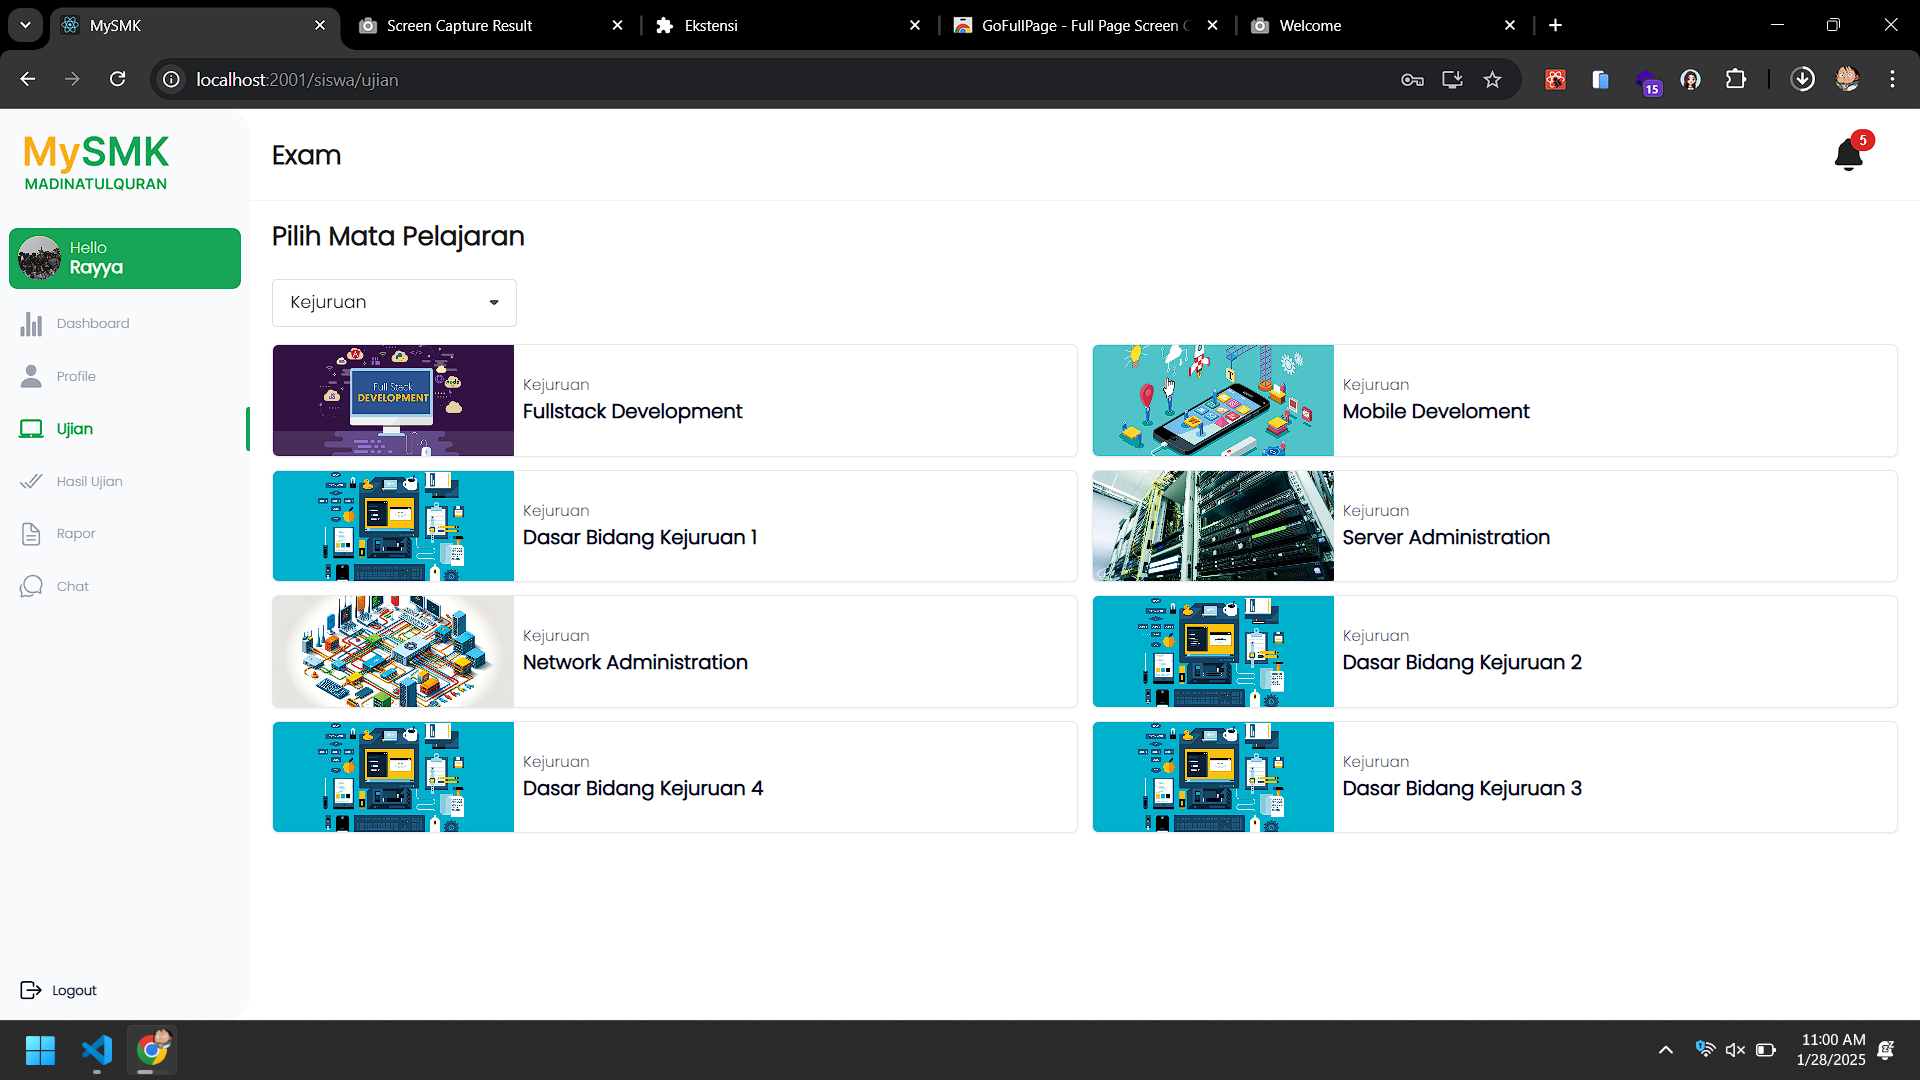 MySMK
Screen Capture Result
Ekstensi
GoFullPage - Full Page Screen C
Welcome
localhost:2001/siswa/ujian
15
MySMK
MADINATULQURAN
Exam
5
Hello
Rayya
Dashboard
Profile
Ujian
Hasil Ujian
Rapor
Chat
Logout
Pilih Mata Pelajaran
Kejuruan
Full Stack
DEVELOPMENT
Kejuruan
Fullstack Development
Kejuruan
Mobile Develoment
Kejuruan
Dasar Bidang Kejuruan 1
Kejuruan
Server Administration
Kejuruan
Network Administration
Kejuruan
Dasar Bidang Kejuruan 2
Kejuruan
Dasar Bidang Kejuruan 4
Kejuruan
Dasar Bidang Kejuruan 3
11:00 AM
1/28/2025